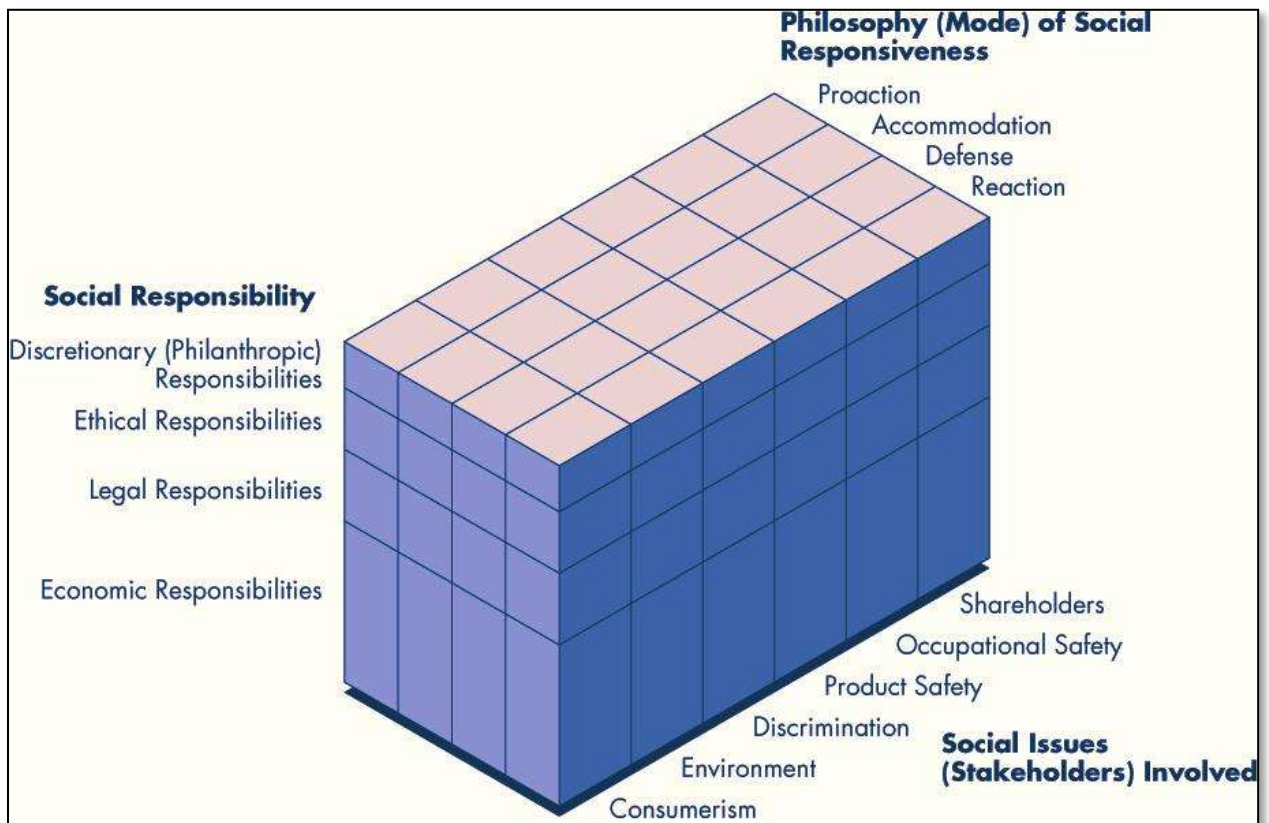 Philosophy (Mode) of Social
Responsiveness
Proaction
Accommodation
Defense
Reaction
Social Responsibility
Discretionary (Philanthropic)
Responsibilities
Ethical Responsibilities
Legal Responsibilities
Economic Responsibilities
Shareholders
Occupational Safety
Product Safety
Discrimination
Environment
Consumerism
Social Issues
(Stakeholders) Involved